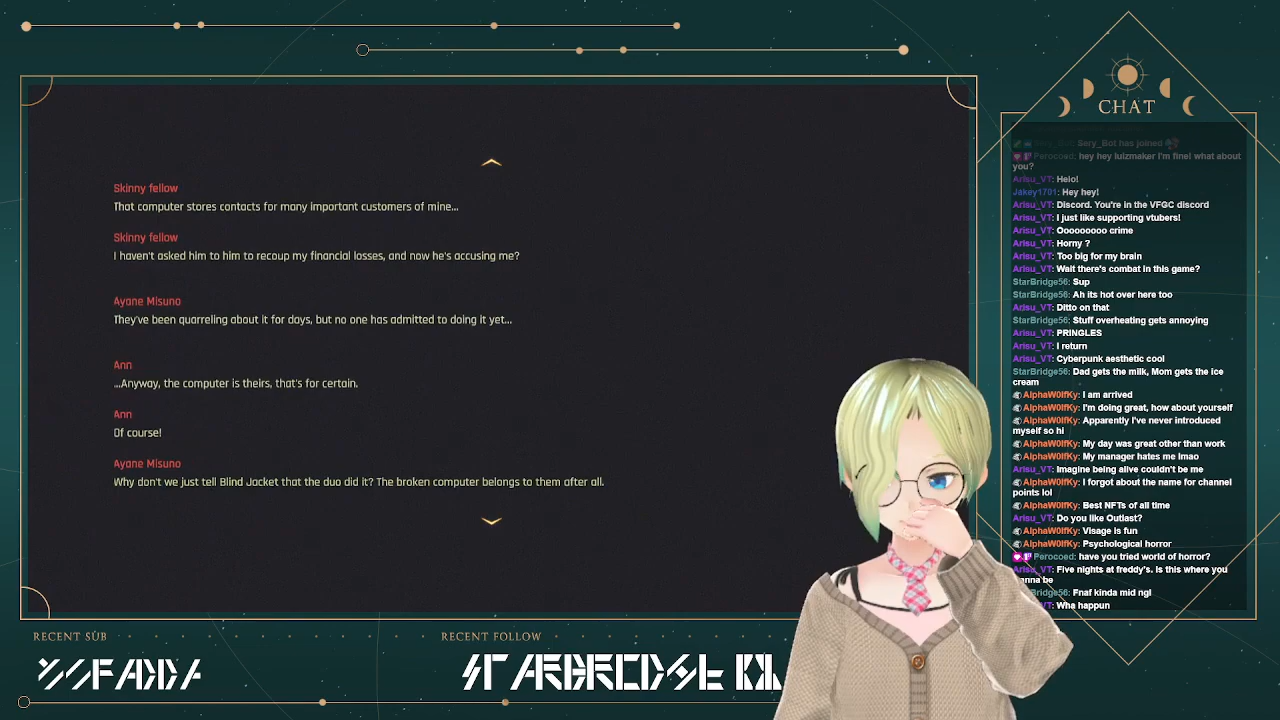 CHAT
Sery_Bot has joined
Perocoed: hey hey luizmaker I'm fine! what about
you?
Arisu_VT: Helo!
Jakey1701: Hey hey!
Arisu_VT: Discord. You're in the VFGC discord
Arisu_VT: I just like supporting vtubers!
Arisu_VT: Ooooooooo crime
Arisu_VT: Horny ?
Arisu_VT: Too big for my brain
Arisu_VT: Wait there's combat in this game?
StarBridge56: Sup
StarBridge56: Ah its hot over here too
Arisu_VT: Ditto on that
StarBridge56: Stuff overheating gets annoying
Arisu_VT: PRINGLES
Arisu_VT: I return
Arisu_VT: Cyberpunk aesthetic cool
StarBridge56: Dad gets the milk, Mom gets the ice
cream
AlphaW0lfKy: I am arrived
AlphaW0lfKy: I'm doing great, how about yourself
AlphaW0lfKy: Apparently I've never introduced
myself so hi
AlphaW0lfKy: My day was great other than work
AlphaW0lfKy: My manager hates me lmao
Arisu_VT: Imagine being alive couldn't be me
AlphaW0lfKy: I forgot about the name for channel
points lol
AlphaW0lfKy: Best NFTs of all time
Arisu_VT: Do you like Outlast?
AlphaW0lfKy: Visage is fun
AlphaW0lfKy: Psychological horror
Perocoed: have you tried world of horror?
Arisu_VT: Five nights at freddy's. Is this where you
wanna be
Bridge56: Fnaf kinda mid ngl
VT: Wha happun
Skinny fellow
That computer stores contacts for many important customers of mine...
Skinny fellow
I haven't asked him to him to recoup my financial losses, and now he's accusing me?
Ayane Misuno
They've been quarreling about it for days, but no one has admitted to doing it yet...
Ann
...Anyway, the computer is theirs, that's for certain.
Ann
Of course!
Ayane Misuno
Why don't we just tell Blind Jacket that the duo did it? The broken computer belongs to them after all.
RECENT SUB
RECENT FOLLOW